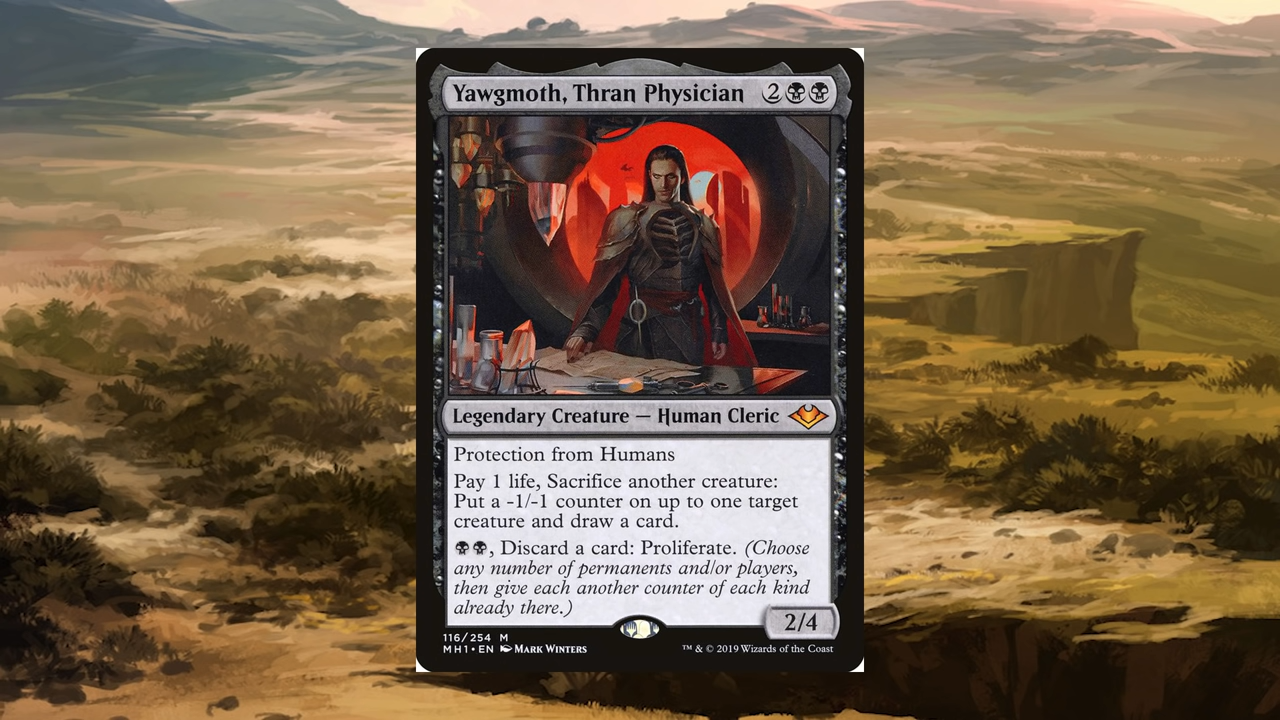 Yawgmoth, Thran Physician 2
Legendary Creature — Human Cleric
Protection from Humans
Pay 1 life, Sacrifice another creature:
Put a -1/-1 counter on up to one target
creature and draw a card.
, Discard a card: Proliferate. (Choose
any number of permanents and/or players,
then give each another counter of each kind
already there.)
2/4
116/254 M
MH1 • EN Mark Winters
™ & © 2019 Wizards of the Coast